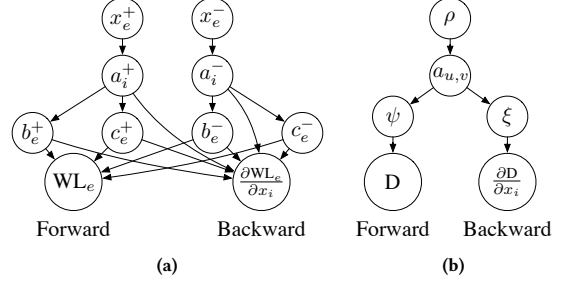 x_e^+ x_e^- ρ
a_i^+ a_i^- a_{u,v}
b_e^+ c_e^+ b_e^- c_e^- ψ ξ
WL_e ∂WL_e/∂x_i D ∂D/∂x_i
Forward Backward Forward Backward
(a) (b)